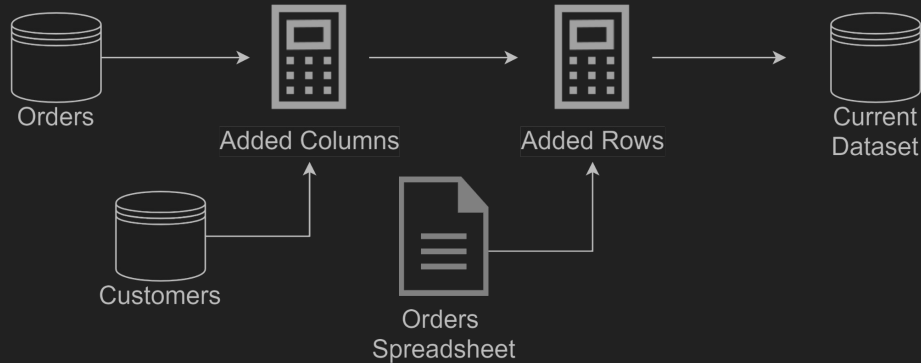 Orders
Added Columns
Added Rows
Current
Dataset
Customers
Orders
Spreadsheet